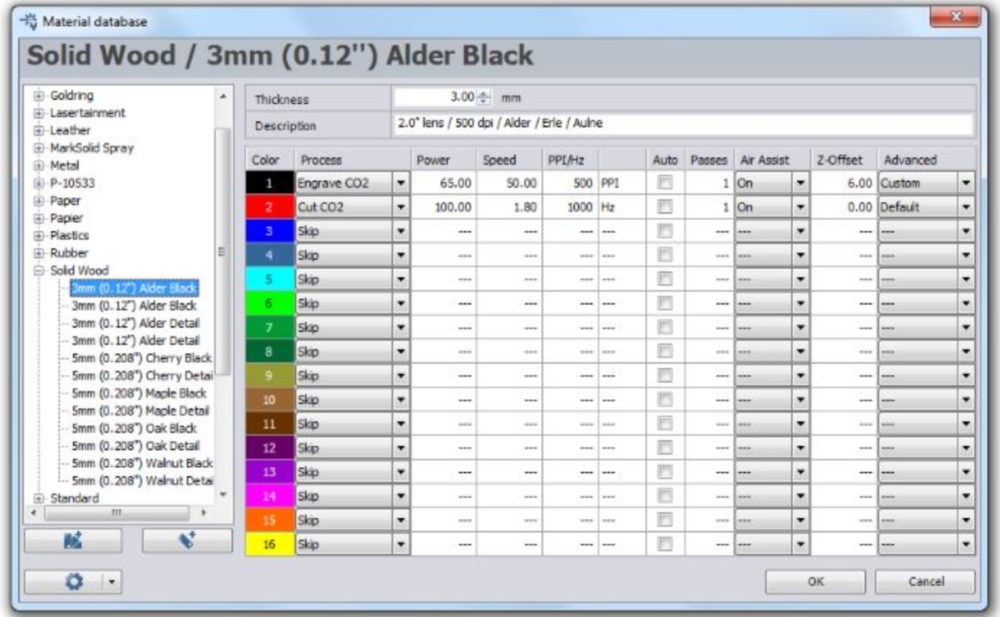 Material database
Solid Wood / 3mm (0.12'') Alder Black
Goldring
Lasertainment
Leather
MarkSolid Spray
Metal
P-10533
Paper
Papier
Plastics
Rubber
Solid Wood
3mm (0.12") Alder Black
3mm (0.12") Alder Black
3mm (0.12") Alder Detail
3mm (0.12") Alder Detail
5mm (0.208") Cherry Black
5mm (0.208") Cherry Detai
5mm (0.208") Maple Black
5mm (0.208") Maple Detail
5mm (0.208") Oak Black
5mm (0.208") Oak Detail
5mm (0.208") Walnut Black
5mm (0.208") Walnut Detai
Standard
Thickness 3.00 mm
Description 2.0" lens / 500 dpi / Alder / Erle / Aulne
Color Process Power Speed PPI/Hz Auto Passes Air Assist Z-Offset Advanced
1 Engrave CO2 65.00 50.00 500 PPI 1 On 6.00 Custom
2 Cut CO2 100.00 1.80 1000 Hz 1 On 0.00 Default
3 Skip --- --- --- --- --- --- --- ---
4 Skip --- --- --- --- --- --- --- ---
5 Skip --- --- --- --- --- --- --- ---
6 Skip --- --- --- --- --- --- --- ---
7 Skip --- --- --- --- --- --- --- ---
8 Skip --- --- --- --- --- --- --- ---
9 Skip --- --- --- --- --- --- --- ---
10 Skip --- --- --- --- --- --- --- ---
11 Skip --- --- --- --- --- --- --- ---
12 Skip --- --- --- --- --- --- --- ---
13 Skip --- --- --- --- --- --- --- ---
14 Skip --- --- --- --- --- --- --- ---
15 Skip --- --- --- --- --- --- --- ---
16 Skip --- --- --- --- --- --- --- ---
OK Cancel